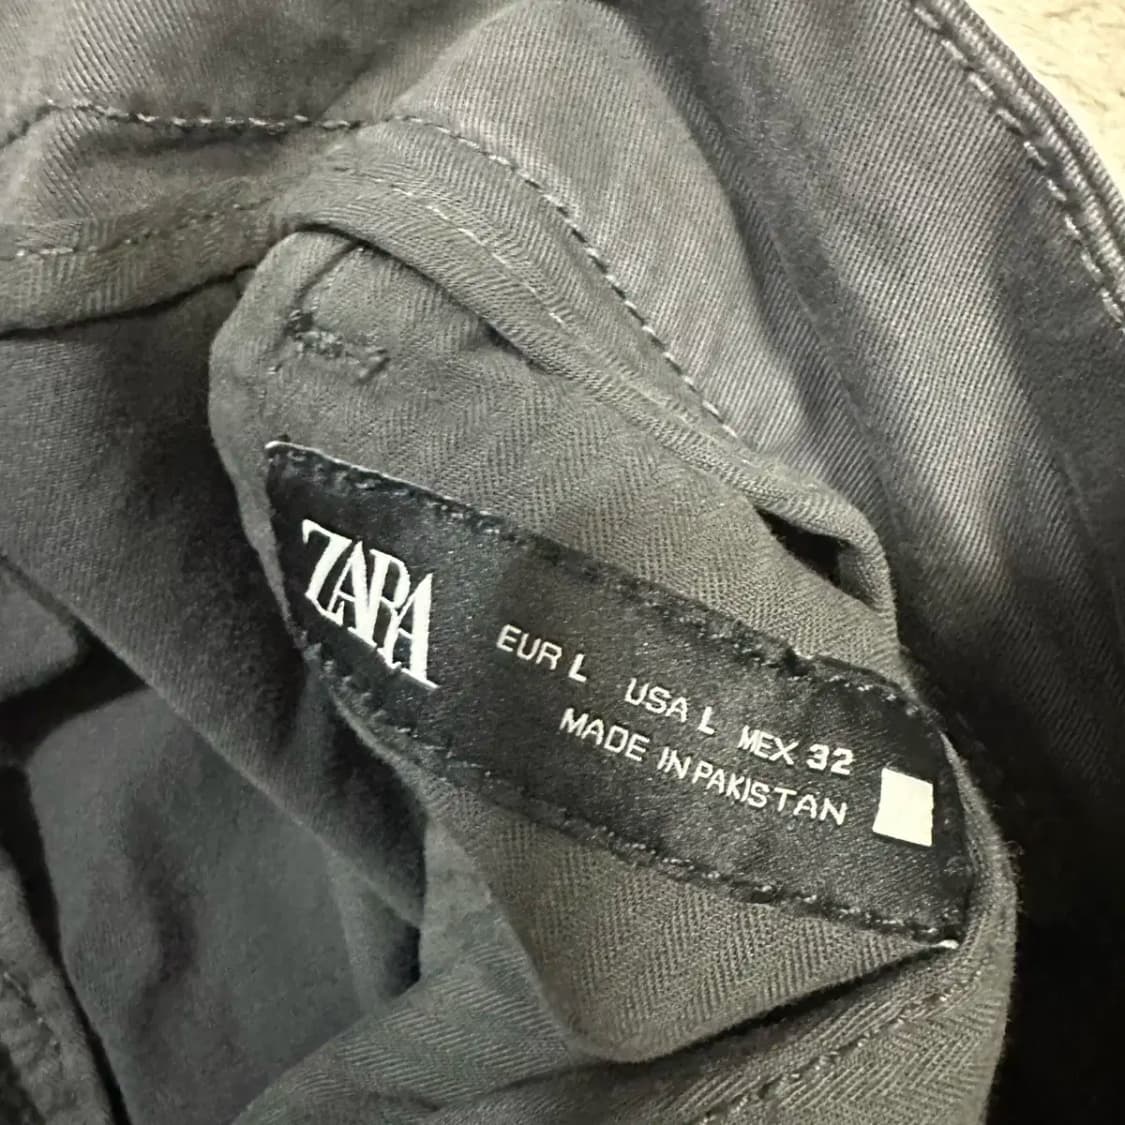 ZARA
EUR L USA L MEX 32
MADE IN PAKISTAN